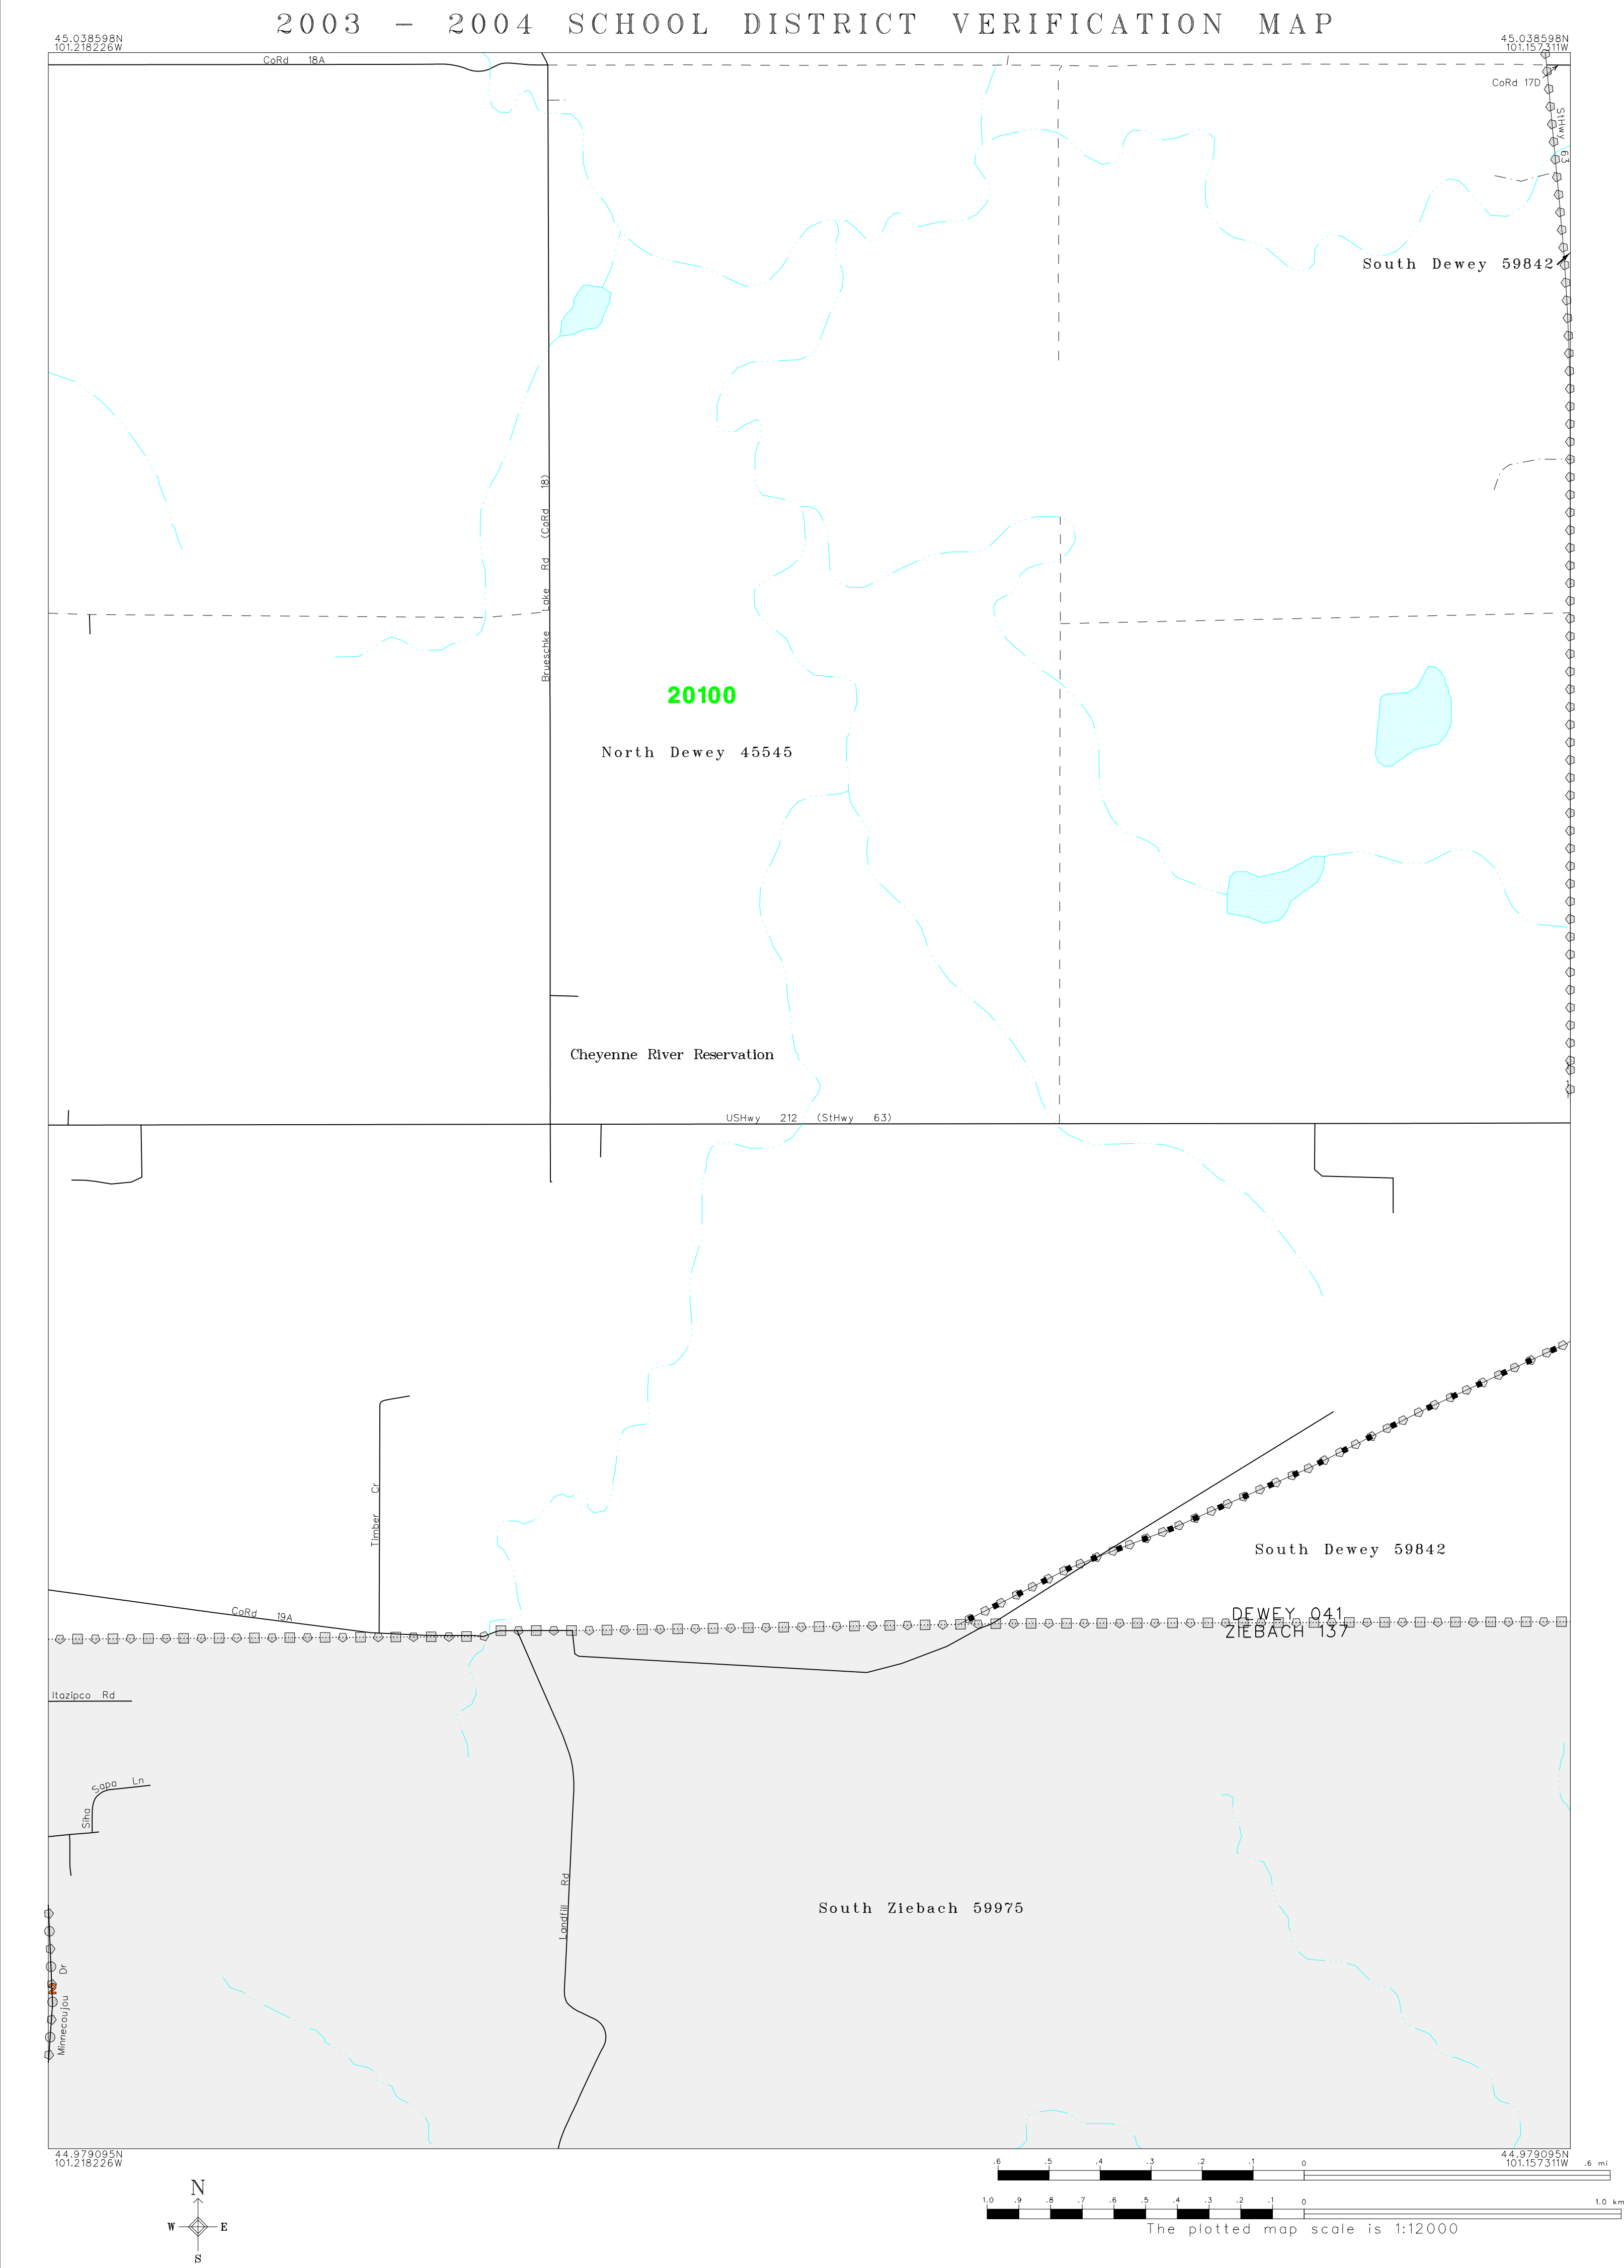 2003 - 2004 SCHOOL DISTRICT VERIFICATION MAP
45.038598N
101.218226W
45.038598N
101.157311W
CoRd 18A
CoRd 17D
StHwy 63
South Dewey 59842
Brueschke Lake Rd (CoRd 18)
20100
North Dewey 45545
Cheyenne River Reservation
USHwy 212 (StHwy 63)
Timber Cr
South Dewey 59842
CoRd 19A
DEWEY 041
ZIEBACH 137
Itazipco Rd
Siha Sapa Ln
Landfill Rd
South Ziebach 59975
Minnecoujou Dr
44.979095N
101.218226W
44.979095N
101.157311W
.6 .5 .4 .3 .2 .1 0 .6 mi
N
1.0 .9 .8 .7 .6 .5 .4 .3 .2 .1 0 1.0 km
W E
The plotted map scale is 1:12000
S